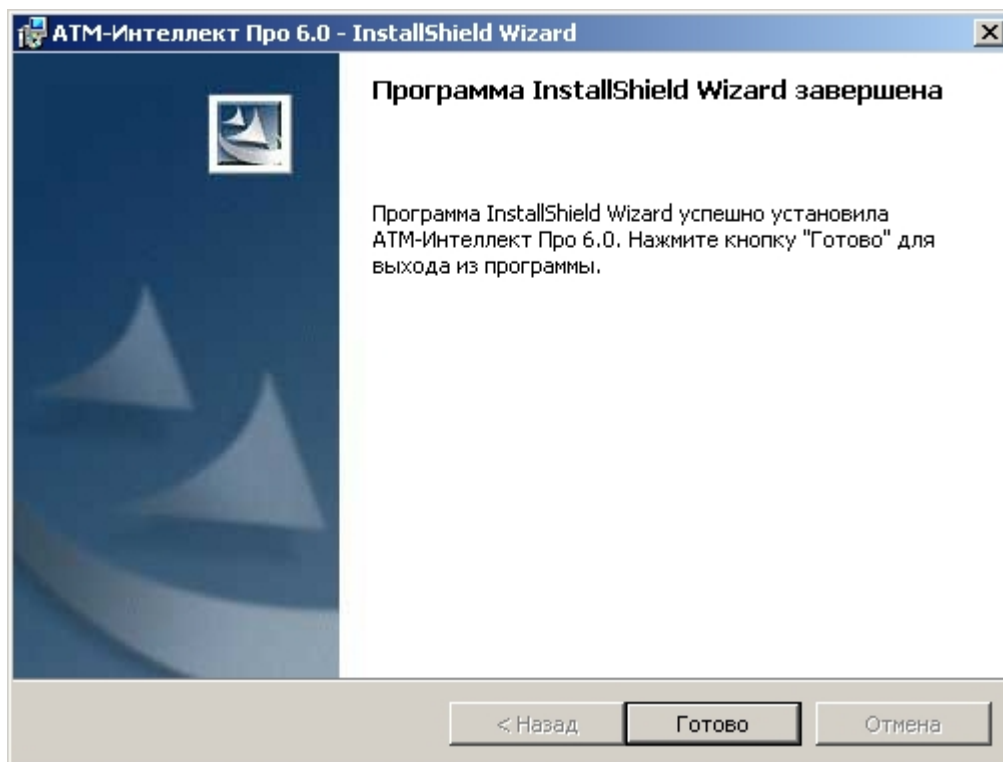 АТМ-Интеллект Про 6.0 - InstallShield Wizard
Программа InstallShield Wizard завершена
Программа InstallShield Wizard успешно установила
АТМ-Интеллект Про 6.0. Нажмите кнопку "Готово" для
выхода из программы.
< Назад
Готово
Отмена